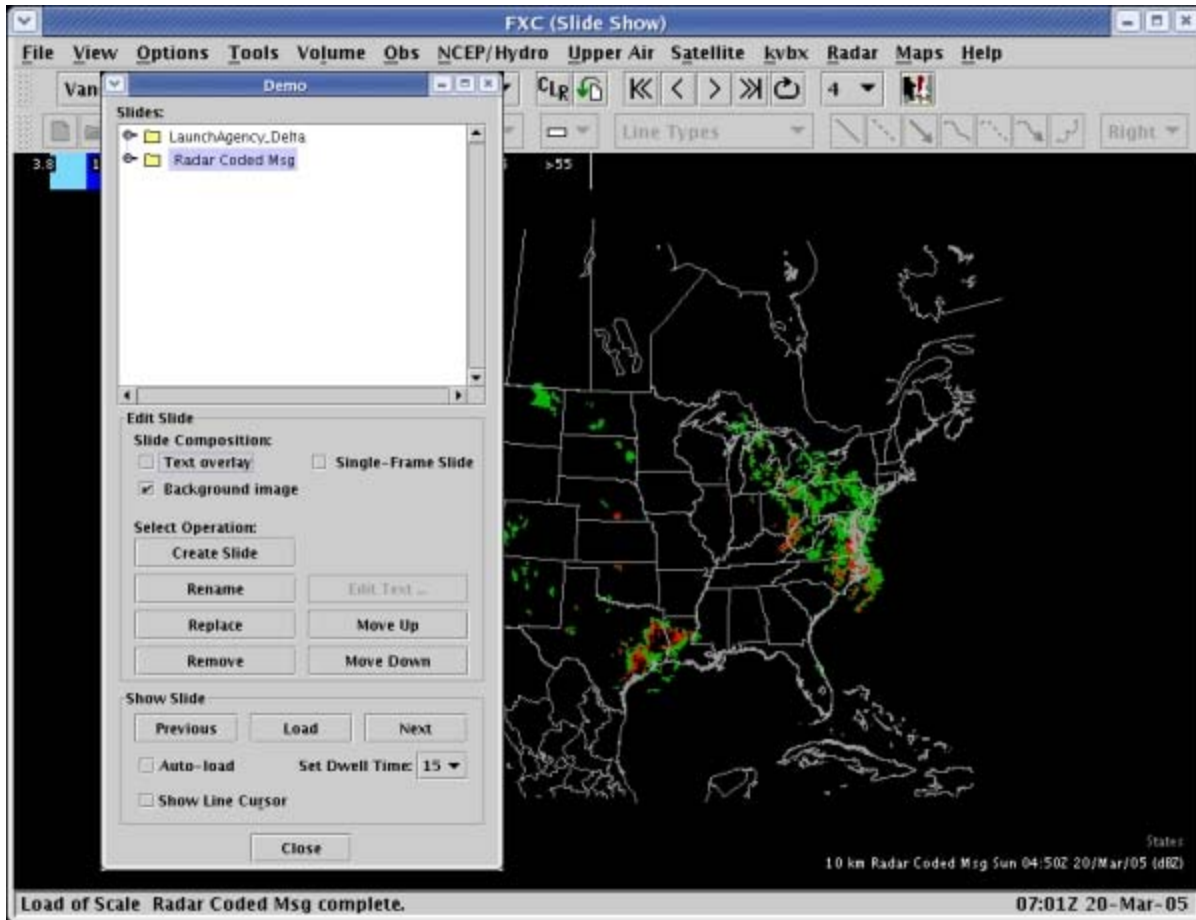 FXC (Slide Show)
File View Options Tools Volume Obs NCEP/Hydro Upper Air Satellite kvbx Radar Maps Help
Van
CLR
4
Demo
Slides:
LaunchAgency_Delta
Radar Coded Msg
Line Types
Right
3.8
>55
Edit Slide
Slide Composition:
Text overlay Single-Frame Slide
Background image
Select Operation:
Create Slide
Rename Edit Text ...
Replace Move Up
Remove Move Down
Show Slide
Previous Load Next
Auto-load Set Dwell Time: 15
Show Line Cursor
Close
States
10 km Radar Coded Msg Sun 04:50Z 20/Mar/05 (dBZ)
Load of Scale Radar Coded Msg complete. 07:01Z 20-Mar-05